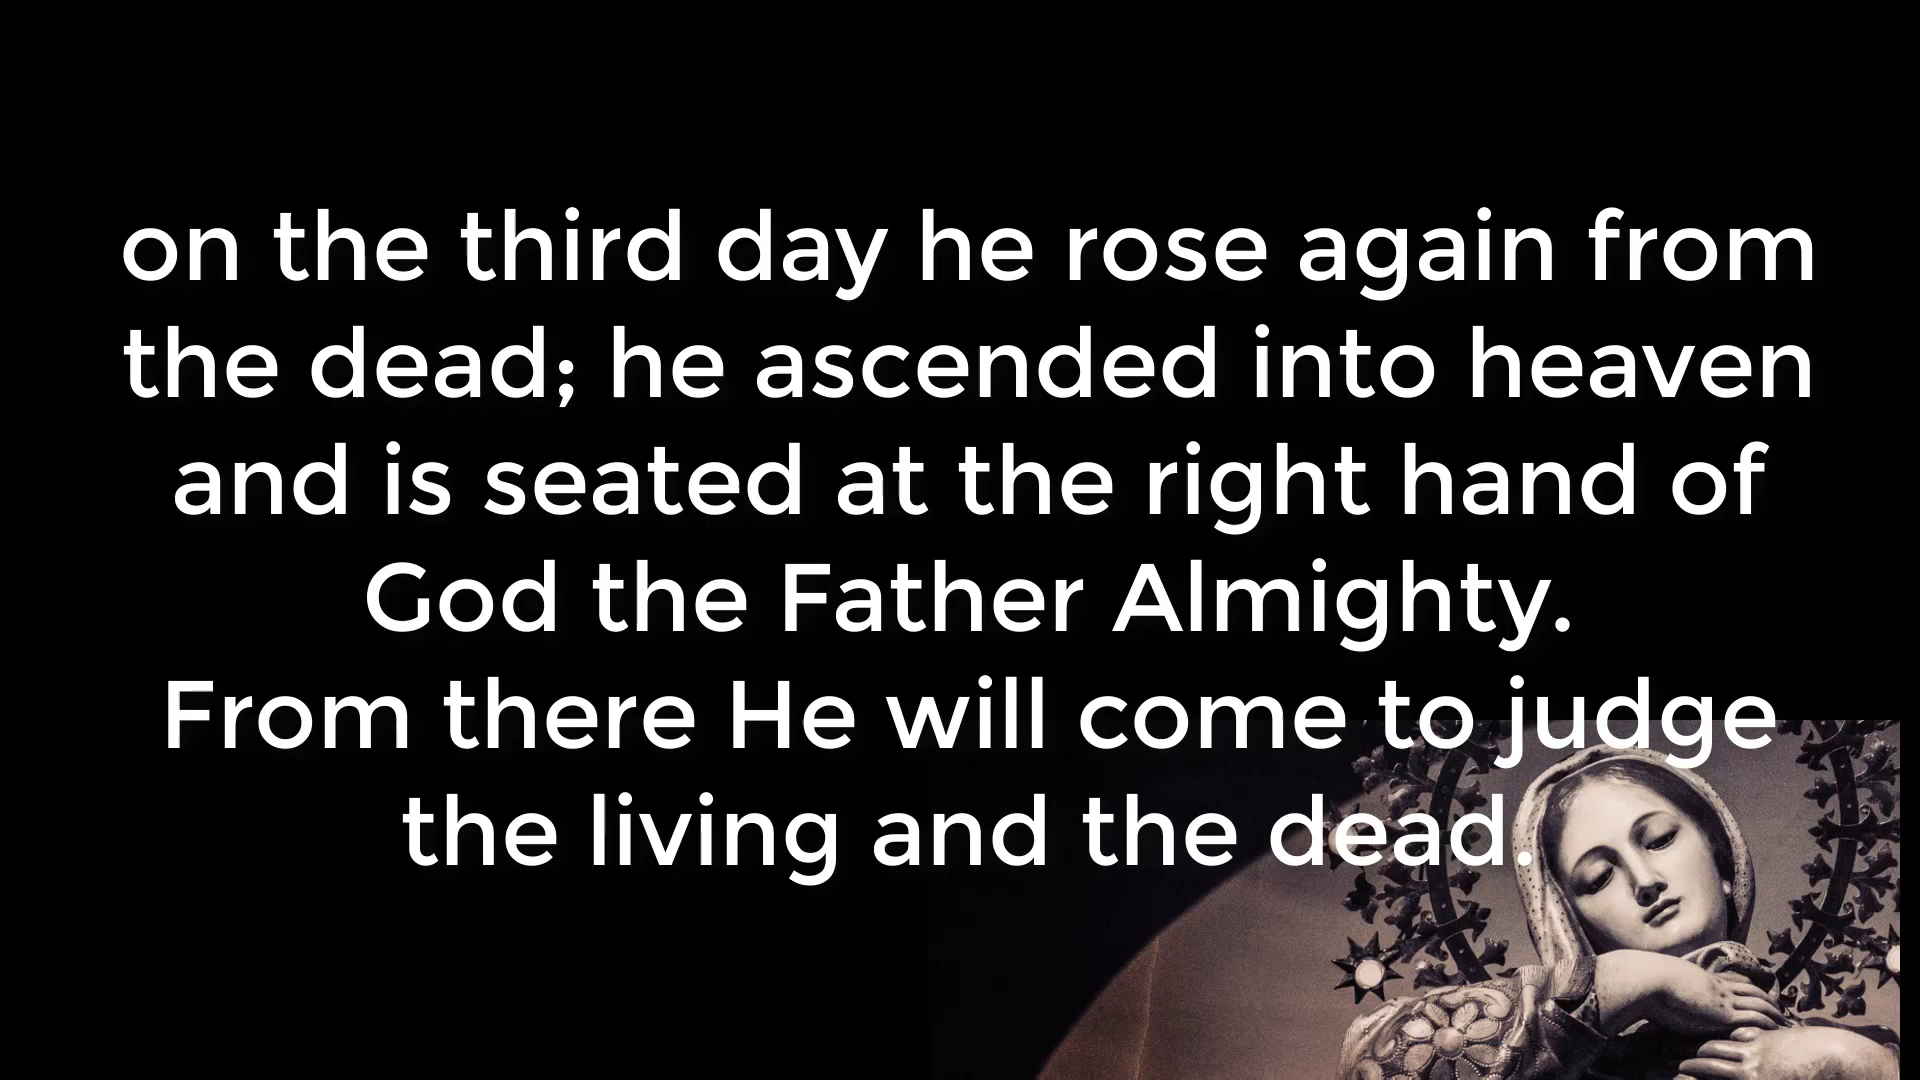 on the third day he rose again from
the dead; he ascended into heaven
and is seated at the right hand of
God the Father Almighty.
From there He will come to judge
the living and the dead.